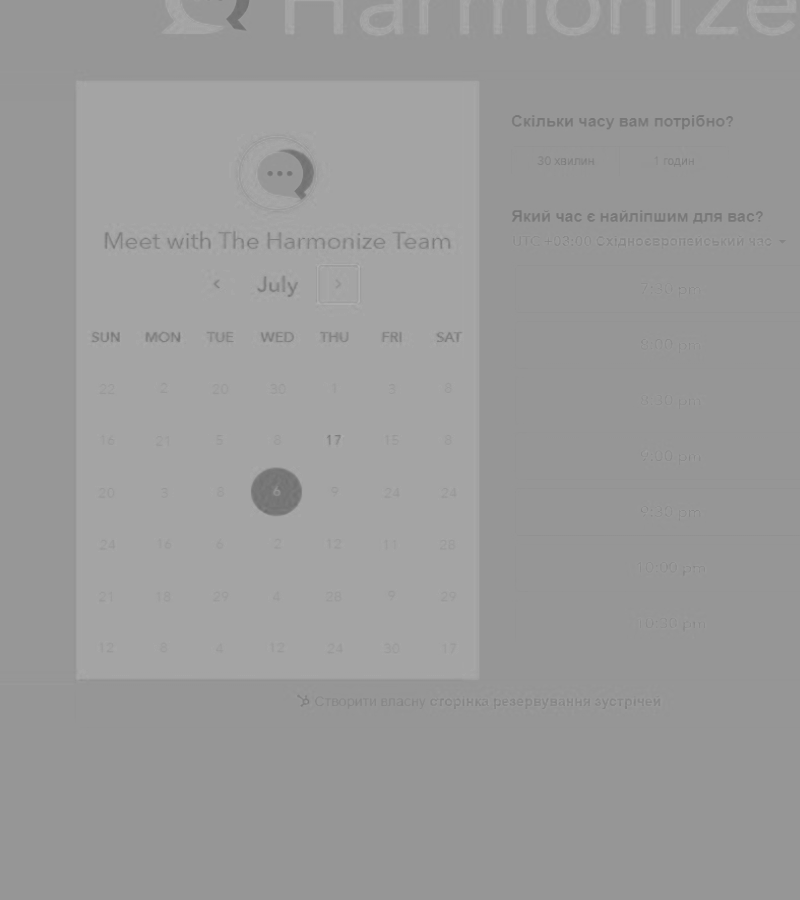 Harmonize
Meet with The Harmonize Team
July
SUN MON TUE WED THU FRI SAT
22 2 20 30 1 3 8
16 21 5 8 17 15 8
20 3 8 6 9 24 24
24 16 6 2 12 11 28
21 18 29 4 28 9 29
12 8 4 12 24 30 17
Скільки часу вам потрібно?
30 хвилин 1 годин
Який час є найліпшим для вас?
UTC +03:00 Східноєвропейський час
7:30 pm
8:30 pm
9:00 pm
9:30 pm
10:00 pm
10:30 pm
Створити власну сторінка резервування зустрічей